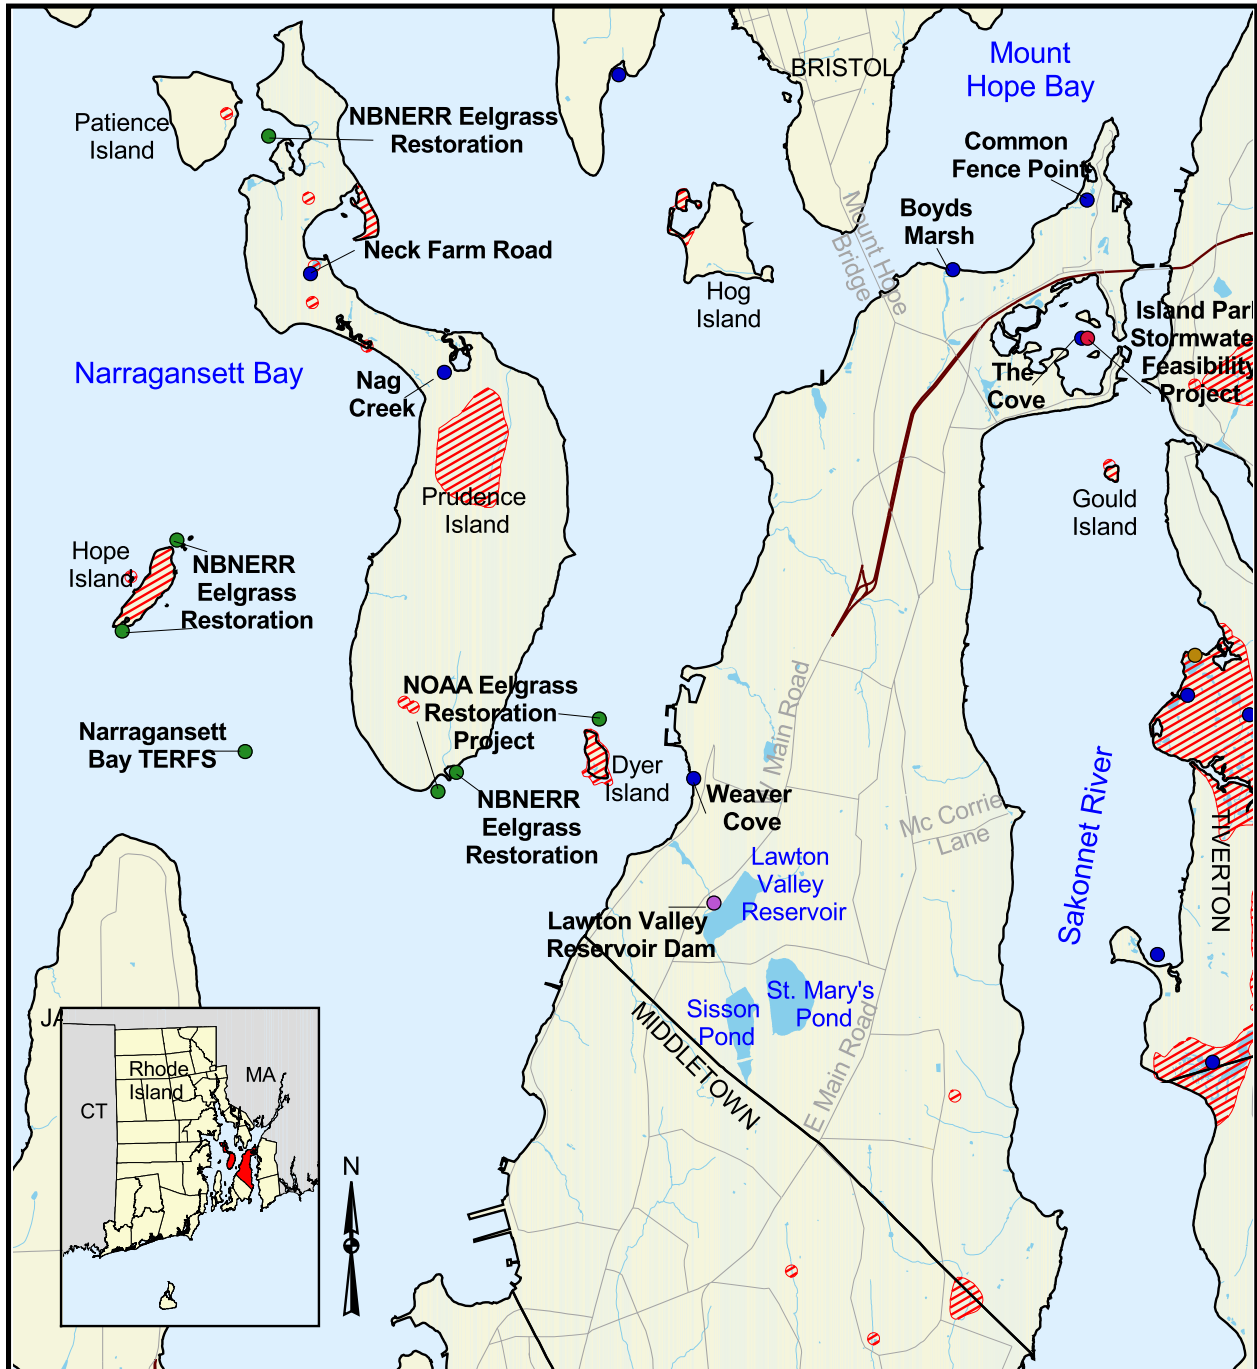 BRISTOL
Mount
Hope Bay
Patience
Island
NBNERR Eelgrass
Restoration
Common
Fence Point
Boyds
Marsh
Mount Hope
Bridge
Neck Farm Road
Hog
Island
Island Par
Stormwate
Feasibility
Project
The
Cove
Narragansett Bay
Nag
Creek
Prudence
Island
Gould
Island
Hope
Island
NBNERR
Eelgrass
Restoration
NOAA Eelgrass
Restoration
Project
Narragansett
Bay TERFS
Dyer
Island
W Main Road
Weaver
Cove
NBNERR
Eelgrass
Restoration
Mc Corrie
Lane
Sakonnet River
TIVERTON
Lawton
Valley
Reservoir
Lawton Valley
Reservoir Dam
St. Mary's
Pond
Sisson
Pond
MIDDLETOWN
E Main Road
JA
Rhode
Island
MA
CT
N